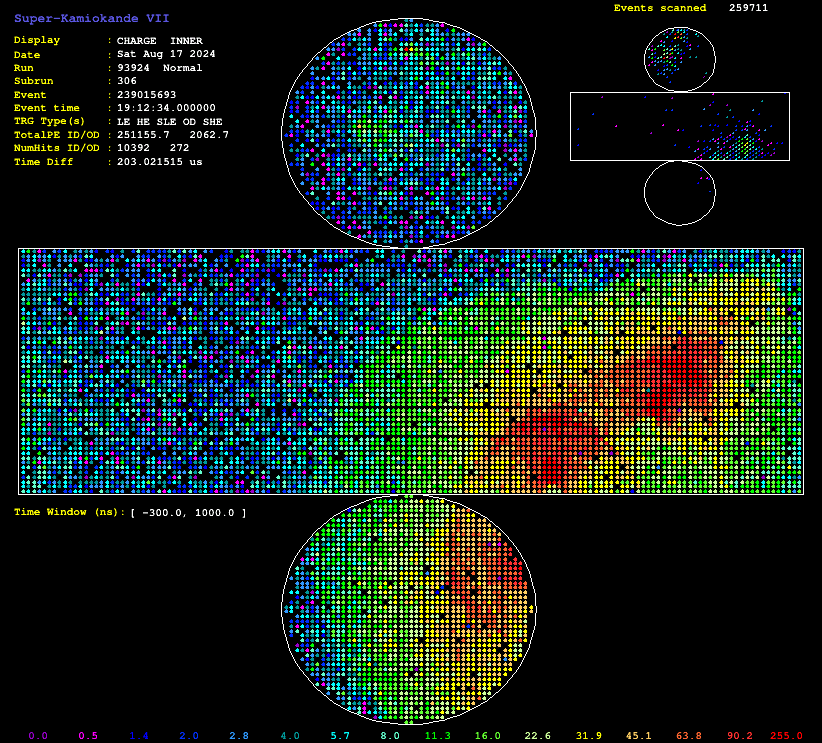 Super-Kamiokande VII
Events scanned 259711
Display : CHARGE INNER
Date : Sat Aug 17 2024
Run : 93924 Normal
Subrun : 306
Event : 239015693
Event time : 19:12:34.000000
TRG Type(s) : LE HE SLE OD SHE
TotalPE ID/OD : 251155.7 2062.7
NumHits ID/OD : 10392 272
Time Diff : 203.021515 us
Time Window (ns): [ -300.0, 1000.0 ]
0.0 0.5 1.4 2.0 2.8 4.0 5.7 8.0 11.3 16.0 22.6 31.9 45.1 63.8 90.2 255.0